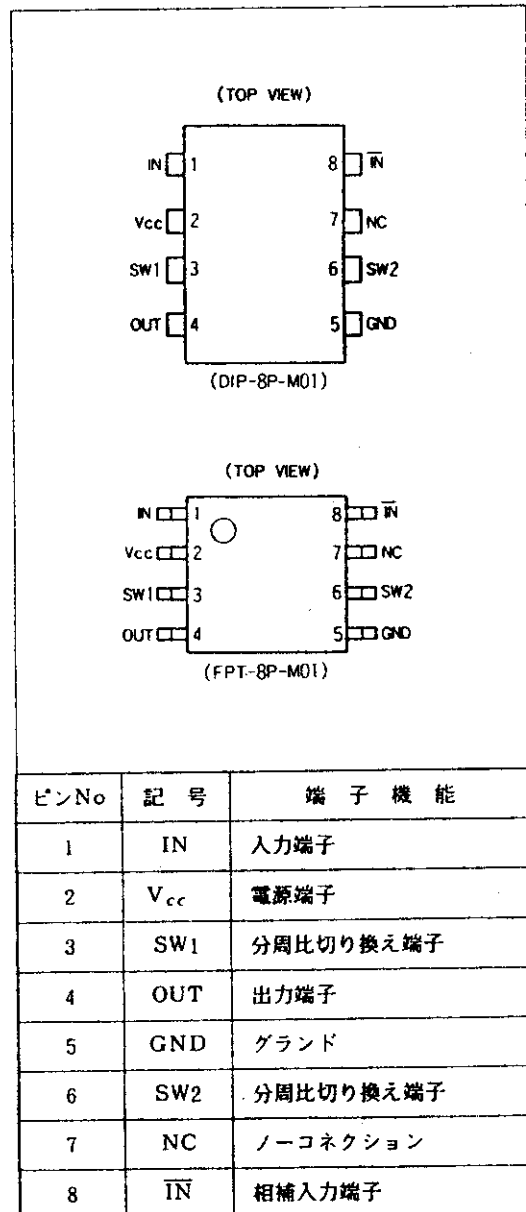 (TOP VIEW)
IN 1 8 I̅N̅
Vcc 2 7 NC
SW1 3 6 SW2
OUT 4 5 GND
(DIP-8P-M01)
(TOP VIEW)
IN 1 8 I̅N̅
Vcc 2 7 NC
SW1 3 6 SW2
OUT 4 5 GND
(FPT-8P-M01)
ピンNo 記号 端子機能
1 IN 入力端子
2 Vcc 電源端子
3 SW1 分周比切り換え端子
4 OUT 出力端子
5 GND グランド
6 SW2 分周比切り換え端子
7 NC ノーコネクション
8 I̅N̅ 相補入力端子